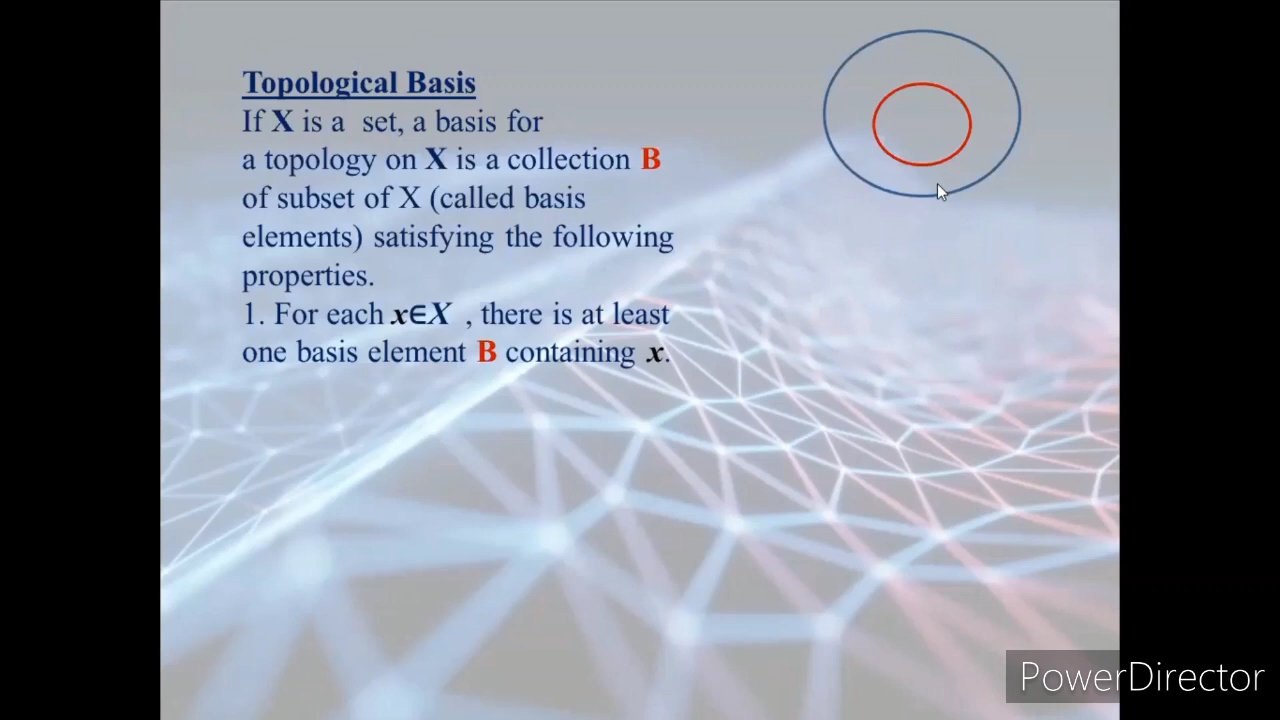 Topological Basis
If X is a set, a basis for
a topology on X is a collection B
of subset of X (called basis
elements) satisfying the following
properties.
1. For each x∈X , there is at least
one basis element B containing x.
PowerDirector